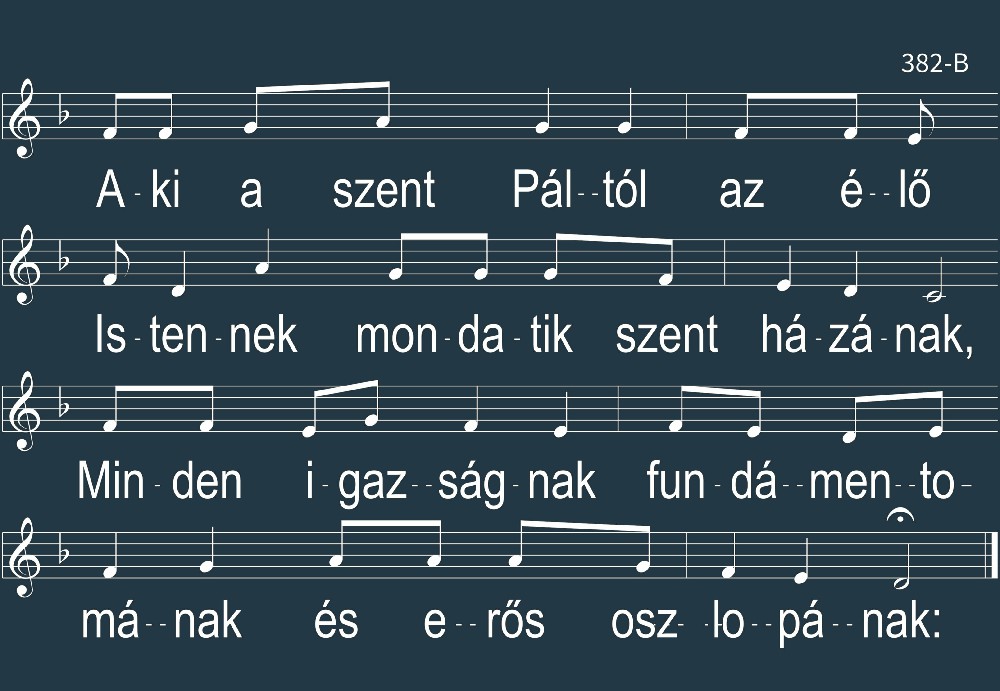 382-B
A - ki a szent Pál - - tól az é - - lő
Is - ten - nek mon - da - tik szent há - zá - nak,
Min - den i - gaz - - ság - nak fun - dá - - men - - to -
má - - nak és e - - rős osz - - lo - - pá - - nak: